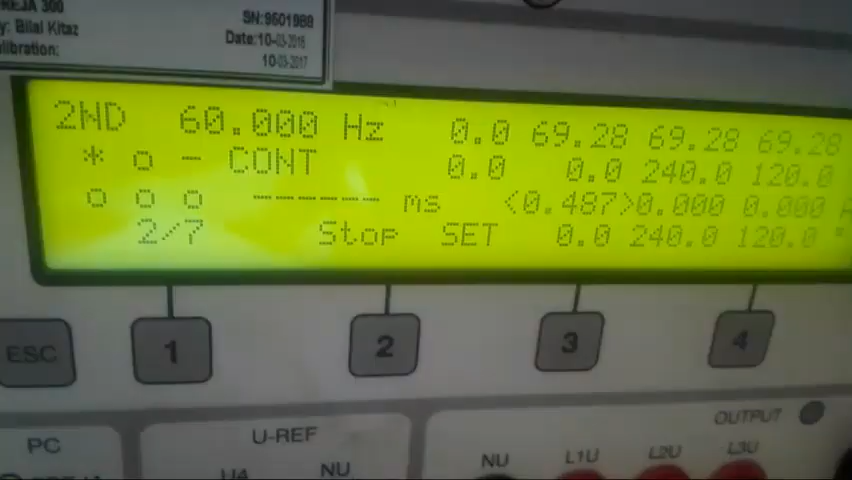 REJA 300
y: Bilal Kitaz
libration:
SN:9501988
Date:10-03-2016
10-03-2017
2ND 60.000 Hz 0.0 69.28 69.28 69.28
* o - CONT 0.0 0.0 240.0 120.0
o o o ------- ms <0.487>0.000 0.000 A
2/7 Stop SET 0.0 240.0 120.0 °
ESC 1 2 3 4
OUTPUT
PC U-REF
U4 NU NU L1U L2U L3U